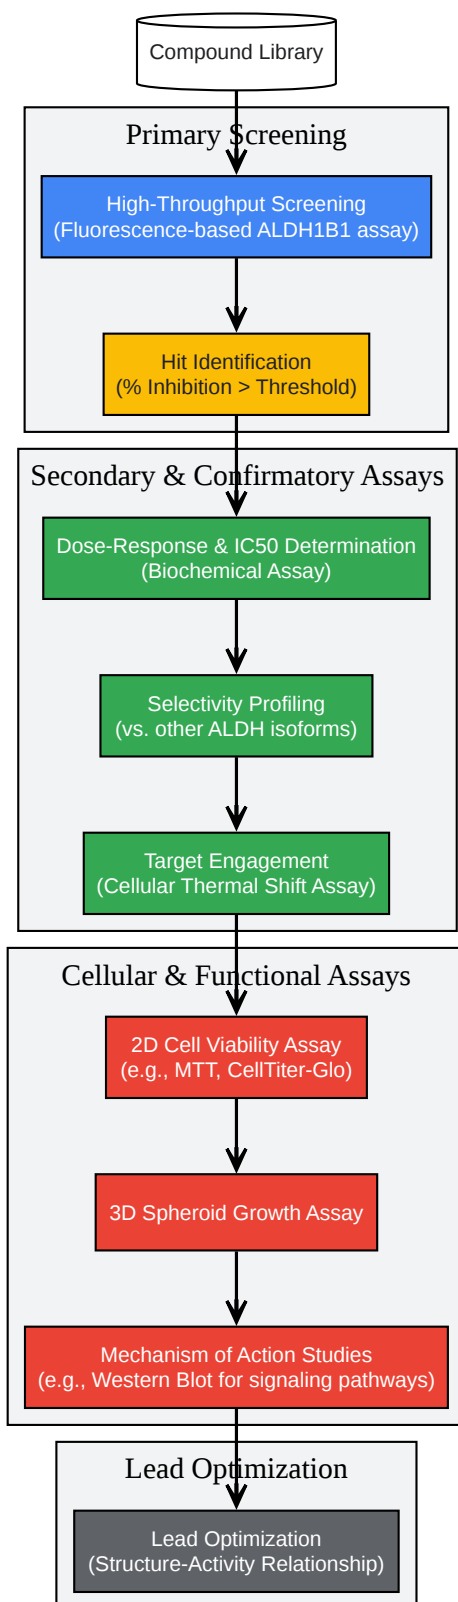 Compound Library
Primary Screening
High-Throughput Screening
(Fluorescence-based ALDH1B1 assay)
Hit Identification
(% Inhibition > Threshold)
Secondary & Confirmatory Assays
Dose-Response & IC50 Determination
(Biochemical Assay)
Selectivity Profiling
(vs. other ALDH isoforms)
Target Engagement
(Cellular Thermal Shift Assay)
Cellular & Functional Assays
2D Cell Viability Assay
(e.g., MTT, CellTiter-Glo)
3D Spheroid Growth Assay
Mechanism of Action Studies
(e.g., Western Blot for signaling pathways)
Lead Optimization
Lead Optimization
(Structure-Activity Relationship)